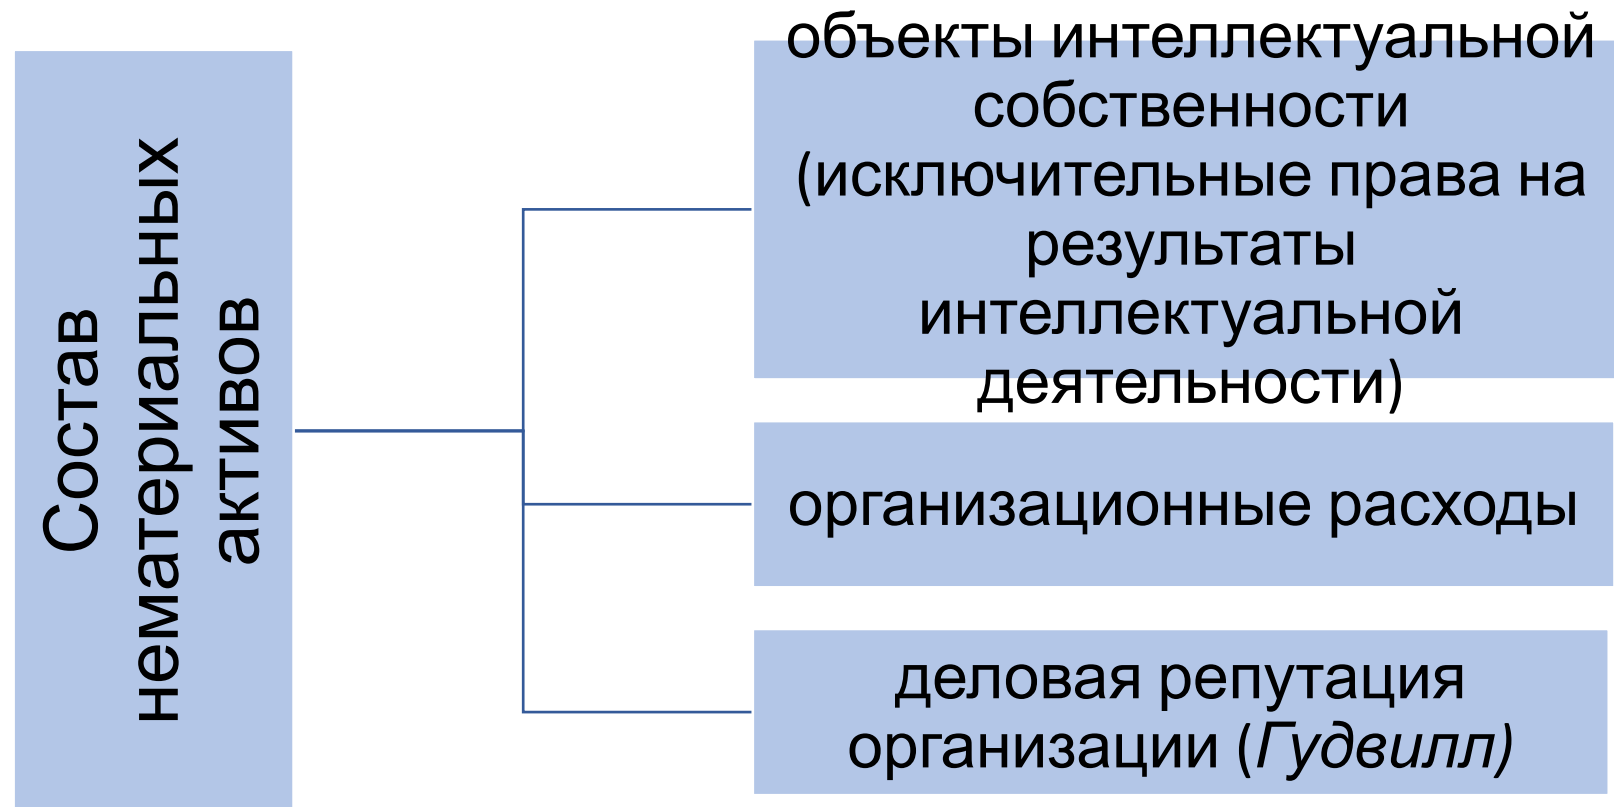 Состав
нематериальных
активов
объекты интеллектуальной
собственности
(исключительные права на
результаты
интеллектуальной
деятельности)
организационные расходы
деловая репутация
организации (Гудвилл)